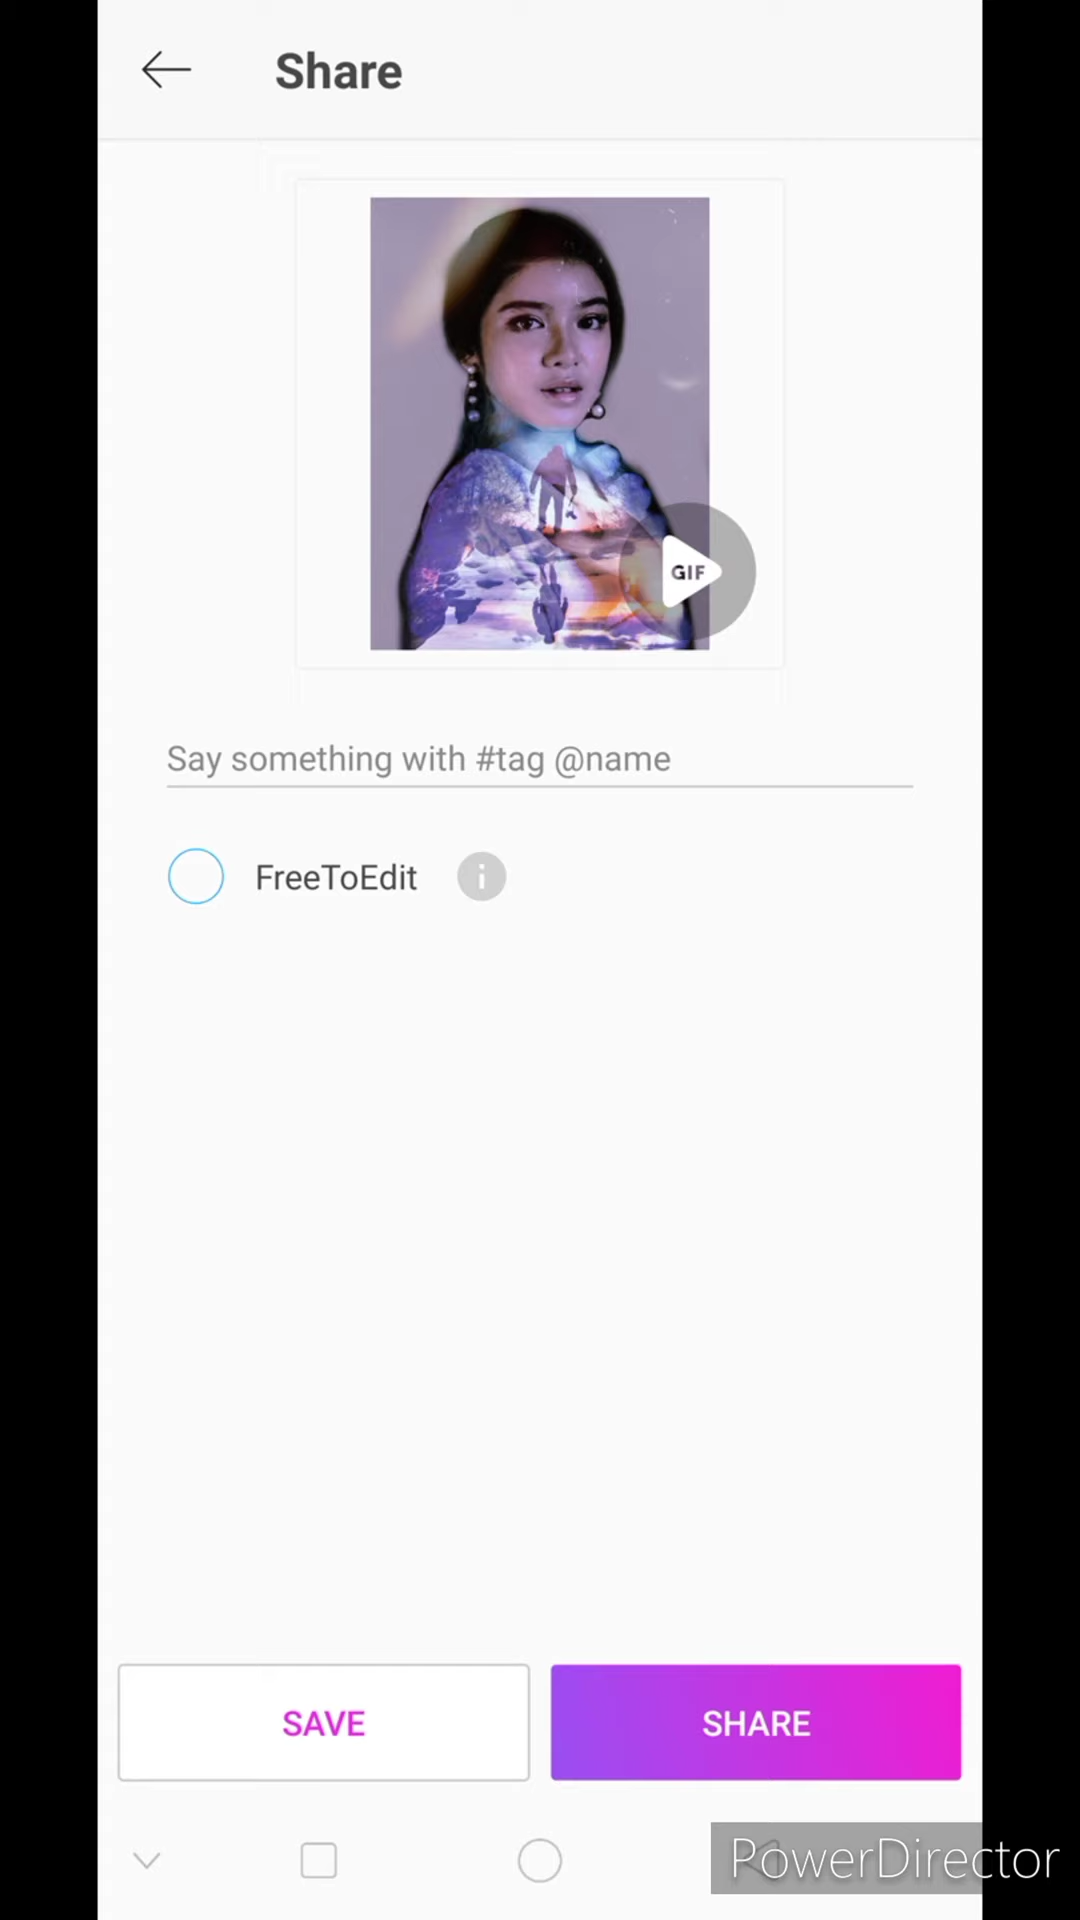 Share
GIF
Say something with #tag @name
FreeToEdit
SAVE
SHARE
PowerDirector